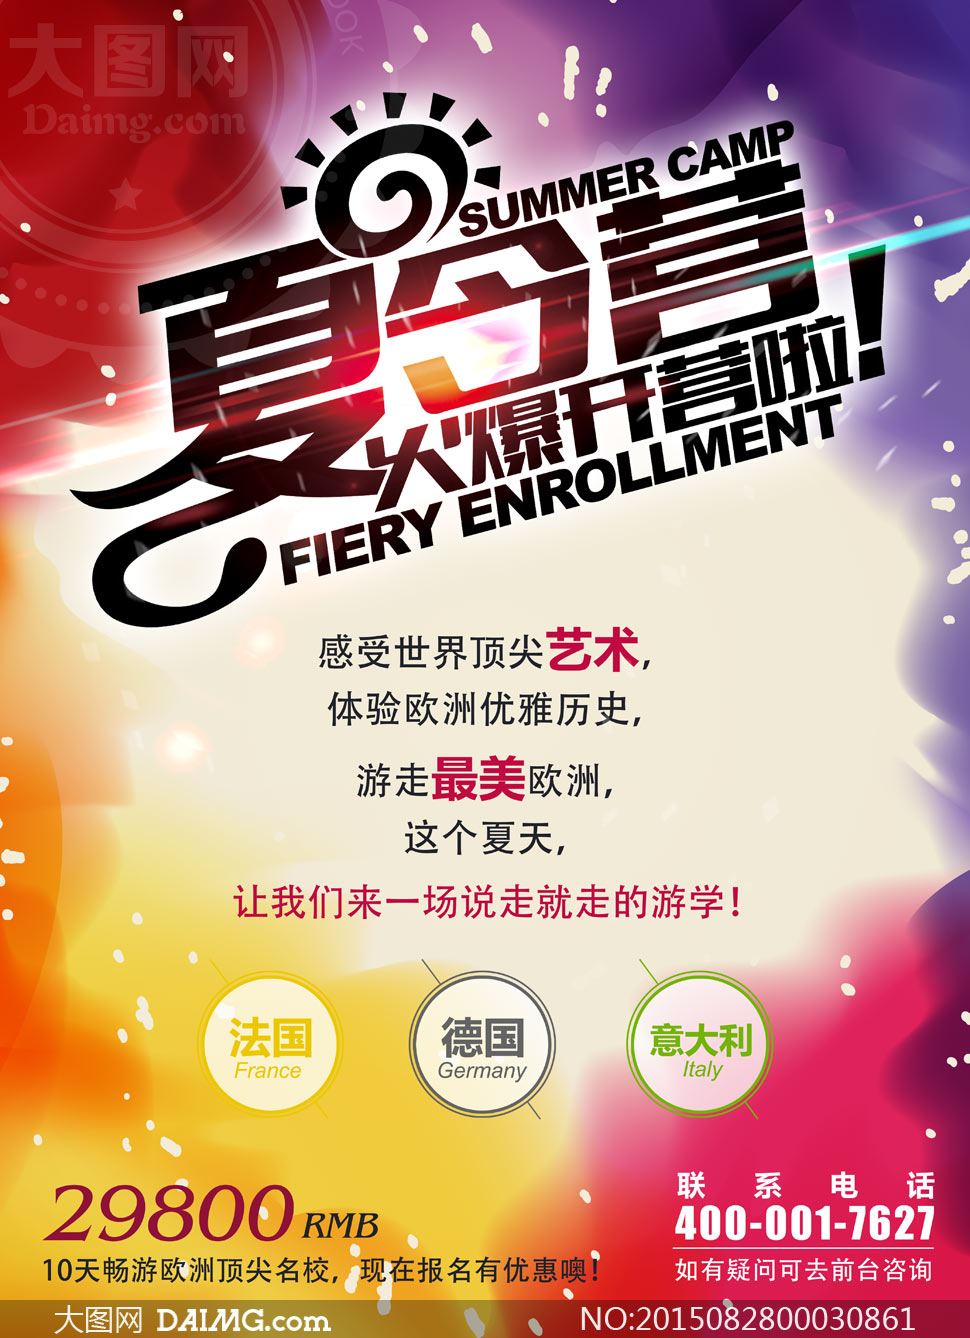 大图网
Daimg.com
SUMMER CAMP
夏令营
火爆开营啦!
FIERY ENROLLMENT
感受世界顶尖艺术,
体验欧洲优雅历史,
游走最美欧洲,
这个夏天,
让我们来一场说走就走的游学!
法国
France
德国
Germany
意大利
Italy
29800 RMB
10天畅游欧洲顶尖名校，现在报名有优惠噢!
联系电话
400-001-7627
如有疑问可去前台咨询
大图网 DAIMG.com
NO:2015082800030861